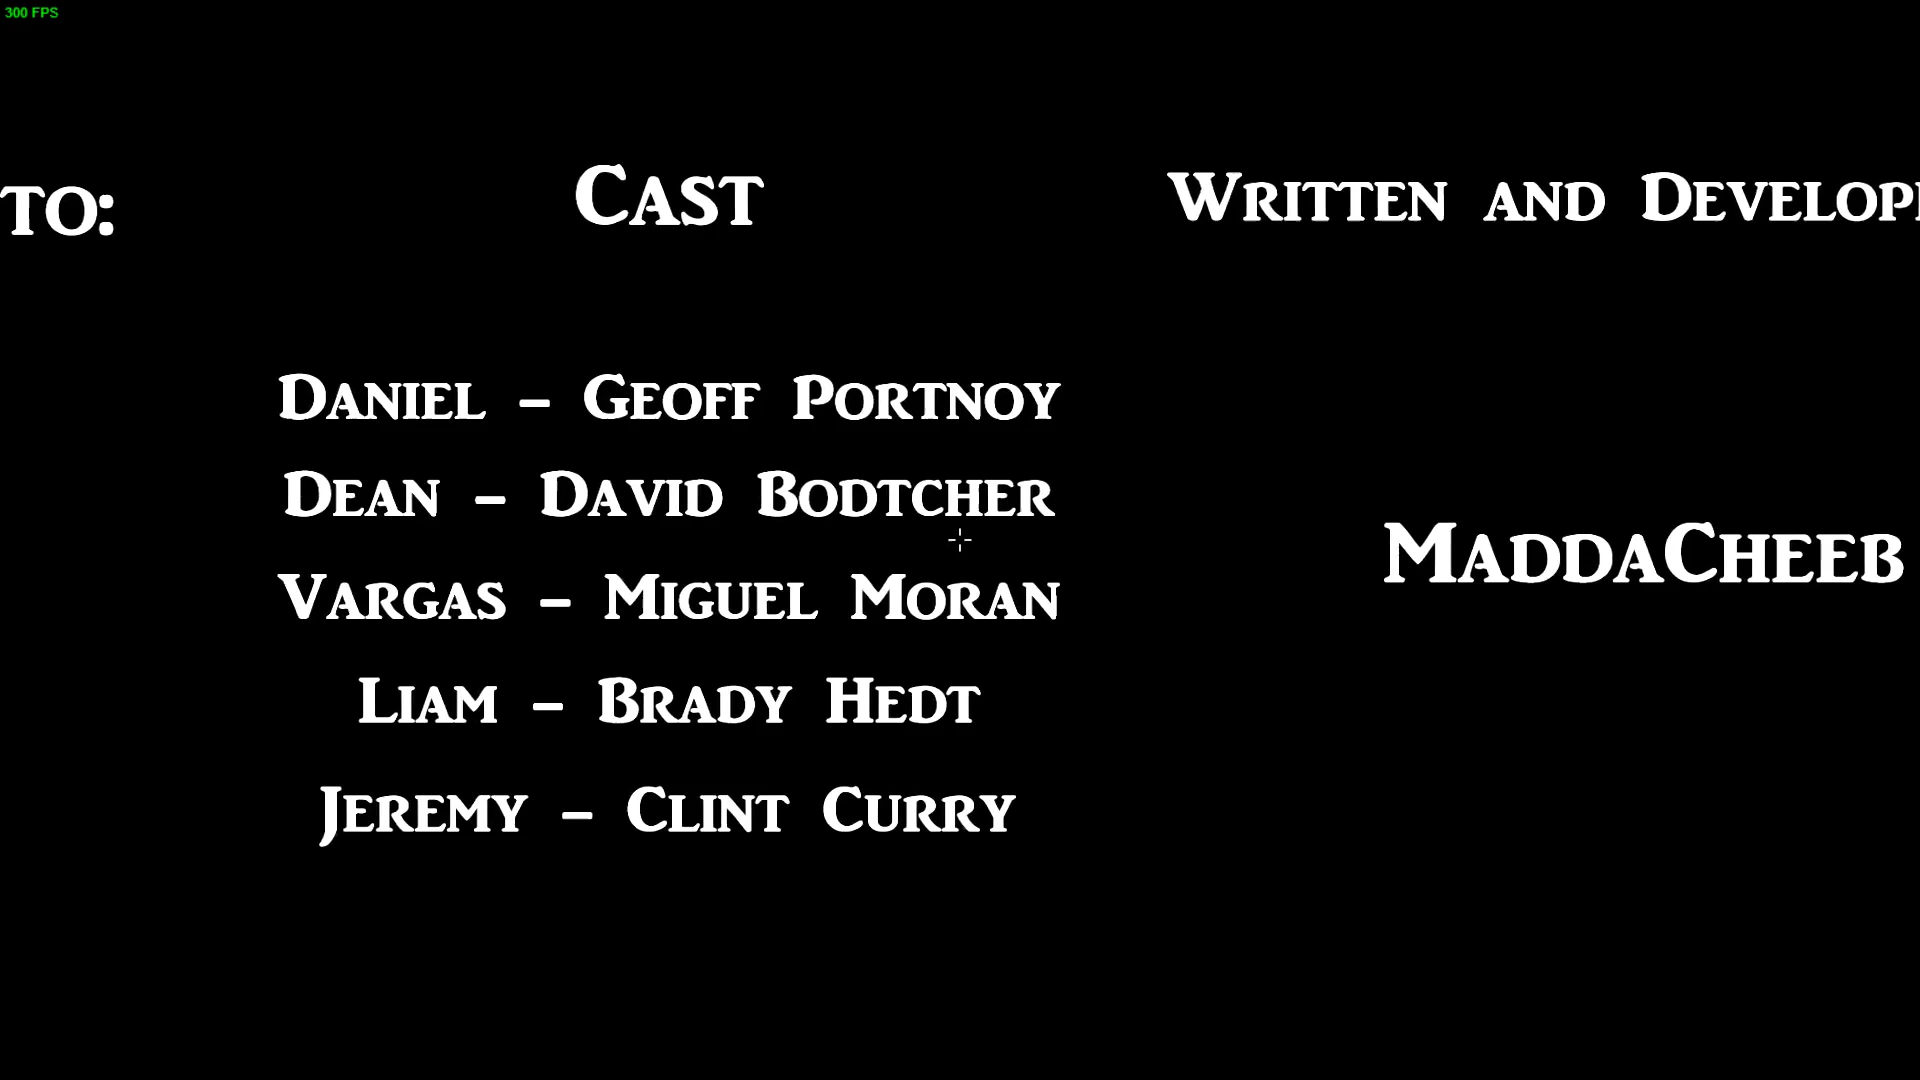 300 FPS
TO:
Cast
Daniel – Geoff Portnoy
Dean – David Bodtcher
Vargas – Miguel Moran
Liam – Brady Hedt
Jeremy – Clint Curry
Written and Develop
MaddaCheeb